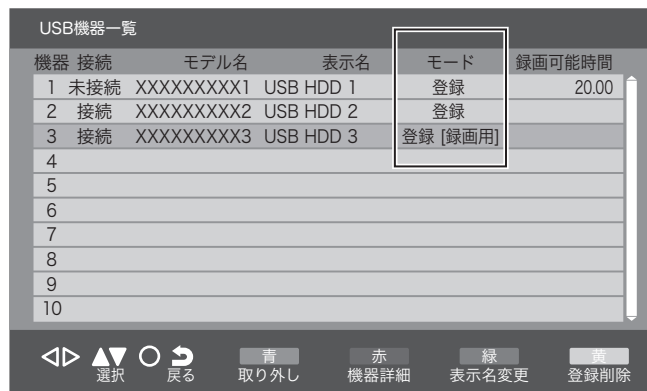 USB機器一覧
機器 接続 モデル名 表示名 モード 録画可能時間
1 未接続 XXXXXXXXX1 USB HDD 1 登録 20.00
2 接続 XXXXXXXXX2 USB HDD 2 登録
3 接続 XXXXXXXXX3 USB HDD 3 登録 [録画用]
4
5
6
7
8
9
10
選択 戻る 青 取り外し 赤 機器詳細 緑 表示名変更 黄 登録削除